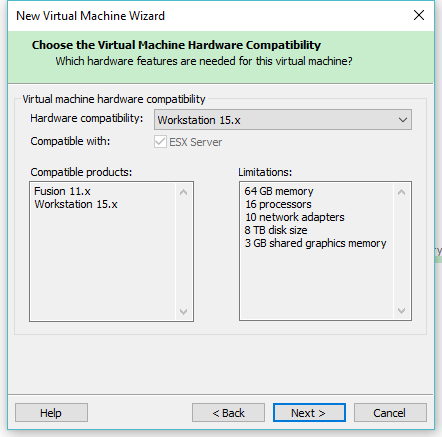 New Virtual Machine Wizard
Choose the Virtual Machine Hardware Compatibility
Which hardware features are needed for this virtual machine?
Virtual machine hardware compatibility
Hardware compatibility: Workstation 15.x
Compatible with: ESX Server
Compatible products:
Fusion 11.x
Workstation 15.x
Limitations:
64 GB memory
16 processors
10 network adapters
8 TB disk size
3 GB shared graphics memory
ry
Help < Back Next > Cancel